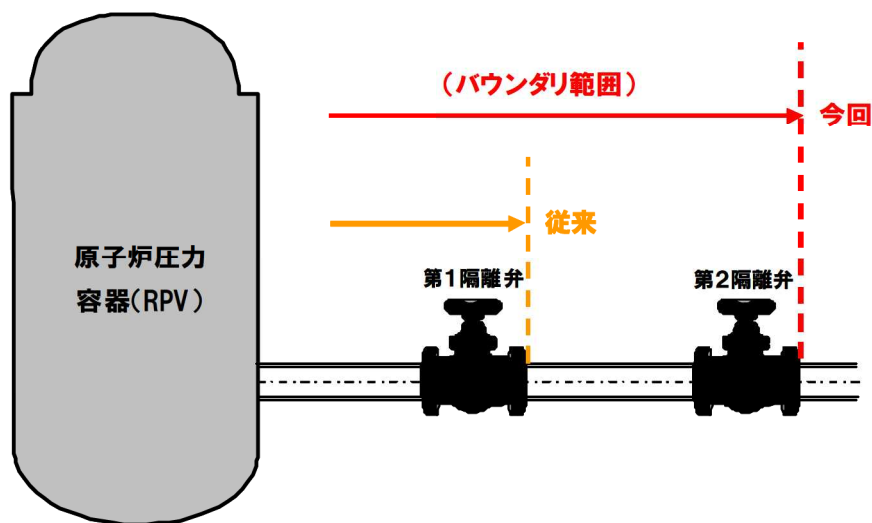 (バウンダリ範囲)
今回
従来
原子炉圧力
容器(RPV)
第1隔離弁
第2隔離弁